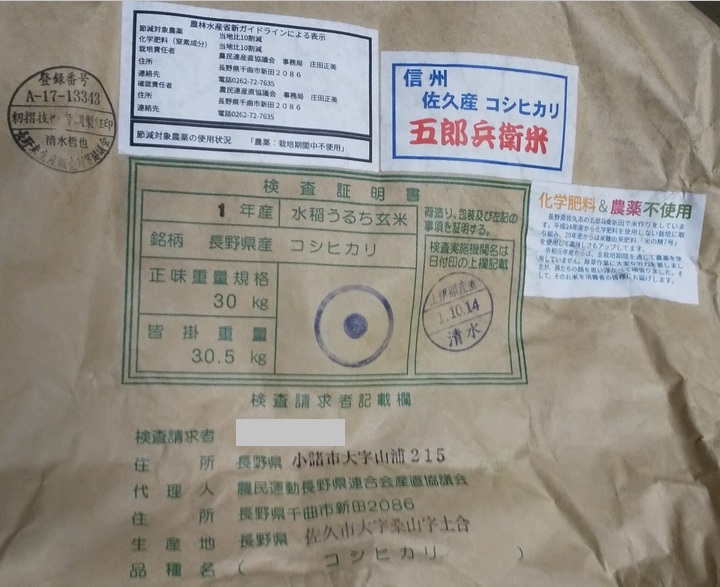 農林水産省新ガイドラインによる表示
節減対象農薬 当地比10割減
化学肥料(窒素成分) 当地比10割減
栽培責任者 農民連産直協議会 事務局 庄田正美
住所 長野県千曲市新田2086
連絡先 電話0262-72-7635
確認責任者 農民連産直協議会 事務局 庄田正美
住所 長野県千曲市新田2086
連絡先 電話0262-72-7635
節減対象農薬の使用状況 「農薬:栽培期間中不使用」
信州
佐久産 コシヒカリ
五郎兵衛米
登録番号
A-17-13343
清水哲也
化学肥料&農薬不使用
検査証明書
1年産 水稲うるち玄米
銘柄 長野県産 コシヒカリ
正味重量規格
30 kg
皆掛重量
30.5 kg
荷造り、包装及び左記の
事項を証明する。
検査実施機関名は
日付印の上欄記載
上伊那産直
1.10.14
清水
検査請求者記載欄
検査請求者
住所 長野県 小諸市大字山浦215
代理人 農民運動長野県連合会産直協議会
住所 長野県千曲市新田2086
生産地 長野県 佐久市大字桑山字土合
品種名 ( コシヒカリ )